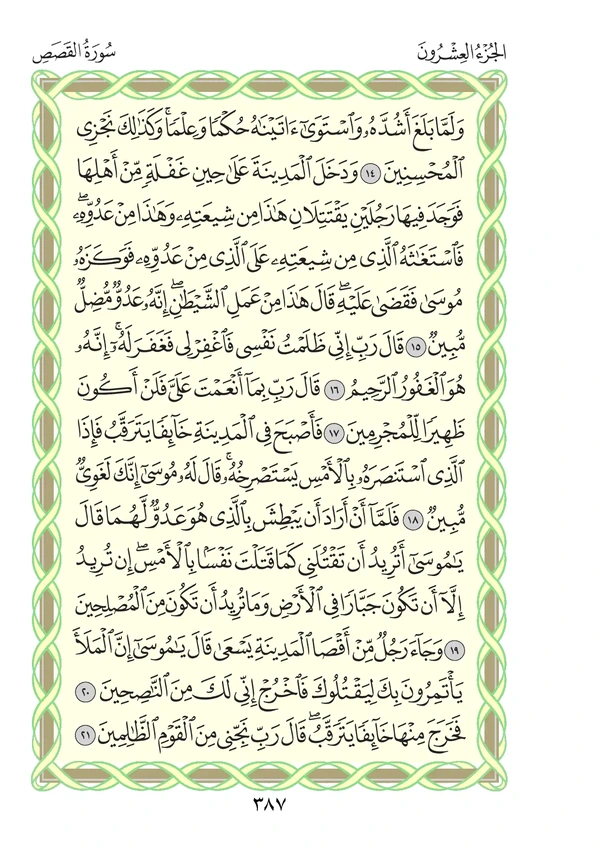 الجُزْءُ العِشْرُونَ
سُورَةُ القَصَصِ
وَلَمَّا بَلَغَ أَشُدَّهُۥ وَٱسْتَوَىٰٓ ءَاتَيْنَٰهُ حُكْمًا وَعِلْمًاۚ وَكَذَٰلِكَ نَجْزِى
ٱلْمُحْسِنِينَ ١٤ وَدَخَلَ ٱلْمَدِينَةَ عَلَىٰ حِينِ غَفْلَةٍ مِّنْ أَهْلِهَا
فَوَجَدَ فِيهَا رَجُلَيْنِ يَقْتَتِلَانِ هَٰذَا مِن شِيعَتِهِۦ وَهَٰذَا مِنْ عَدُوِّهِۦۖ
فَٱسْتَغَٰثَهُ ٱلَّذِى مِن شِيعَتِهِۦ عَلَى ٱلَّذِى مِنْ عَدُوِّهِۦ فَوَكَزَهُۥ
مُوسَىٰ فَقَضَىٰ عَلَيْهِۖ قَالَ هَٰذَا مِنْ عَمَلِ ٱلشَّيْطَٰنِۖ إِنَّهُۥ عَدُوٌّ مُّضِلٌّ
مُّبِينٌ ١٥ قَالَ رَبِّ إِنِّى ظَلَمْتُ نَفْسِى فَٱغْفِرْ لِى فَغَفَرَ لَهُۥٓۚ إِنَّهُۥ
هُوَ ٱلْغَفُورُ ٱلرَّحِيمُ ١٦ قَالَ رَبِّ بِمَآ أَنْعَمْتَ عَلَىَّ فَلَنْ أَكُونَ
ظَهِيرًا لِّلْمُجْرِمِينَ ١٧ فَأَصْبَحَ فِى ٱلْمَدِينَةِ خَآئِفًا يَتَرَقَّبُ فَإِذَا
ٱلَّذِى ٱسْتَنصَرَهُۥ بِٱلْأَمْسِ يَسْتَصْرِخُهُۥۚ قَالَ لَهُۥ مُوسَىٰٓ إِنَّكَ لَغَوِىٌّ
مُّبِينٌ ١٨ فَلَمَّآ أَنْ أَرَادَ أَن يَبْطِشَ بِٱلَّذِى هُوَ عَدُوٌّ لَّهُمَا قَالَ
يَٰمُوسَىٰٓ أَتُرِيدُ أَن تَقْتُلَنِى كَمَا قَتَلْتَ نَفْسًۢا بِٱلْأَمْسِۖ إِن تُرِيدُ
إِلَّآ أَن تَكُونَ جَبَّارًا فِى ٱلْأَرْضِ وَمَا تُرِيدُ أَن تَكُونَ مِنَ ٱلْمُصْلِحِينَ
١٩ وَجَآءَ رَجُلٌ مِّنْ أَقْصَا ٱلْمَدِينَةِ يَسْعَىٰ قَالَ يَٰمُوسَىٰٓ إِنَّ ٱلْمَلَأَ
يَأْتَمِرُونَ بِكَ لِيَقْتُلُوكَ فَٱخْرُجْ إِنِّى لَكَ مِنَ ٱلنَّٰصِحِينَ ٢٠
فَخَرَجَ مِنْهَا خَآئِفًا يَتَرَقَّبُۖ قَالَ رَبِّ نَجِّنِى مِنَ ٱلْقَوْمِ ٱلظَّٰلِمِينَ ٢١
٣٨٧